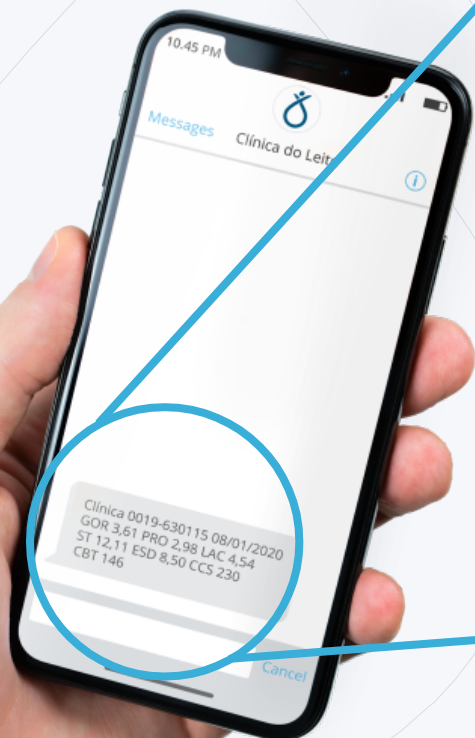 10.45 PM
Messages
Clínica do Leit
Clínica 0019-630115 08/01/2020
GOR 3,61 PRO 2,98 LAC 4,54
ST 12,11 ESD 8,50 CCS 230
CBT 146
Cancel